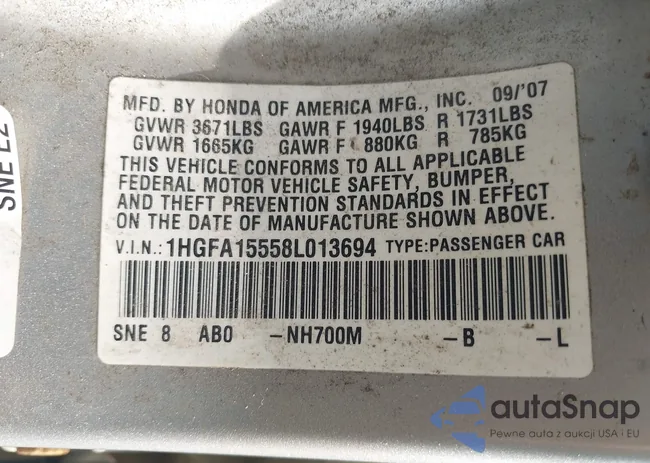 SNE E2
MFD. BY HONDA OF AMERICA MFG., INC. 09/'07
GVWR 3671LBS GAWR F 1940LBS R 1731LBS
GVWR 1665KG GAWR F 880KG R 785KG
THIS VEHICLE CONFORMS TO ALL APPLICABLE
FEDERAL MOTOR VEHICLE SAFETY, BUMPER,
AND THEFT PREVENTION STANDARDS IN EFFECT
ON THE DATE OF MANUFACTURE SHOWN ABOVE.
V.I.N.: 1HGFA15558L013694 TYPE:PASSENGER CAR
SNE 8 AB0 -NH700M -B -L
autaSnap
Pewne auta z aukcji USA i EU